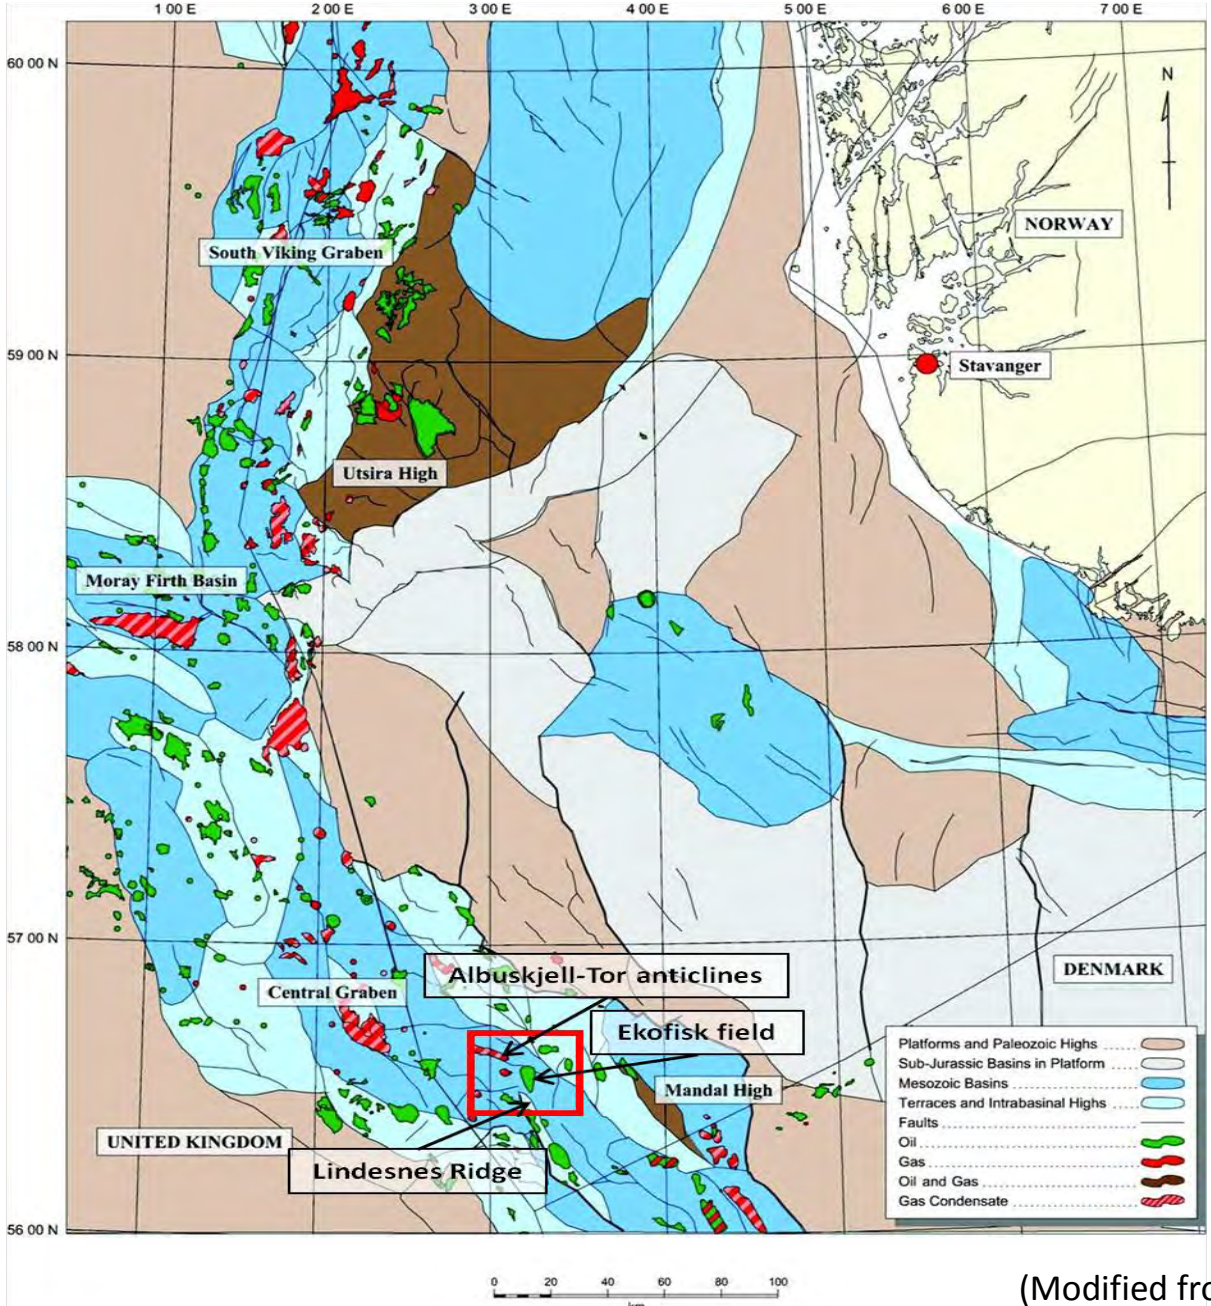 1 00 E 2 00 E 3 00 E 4 00 E 5 00 E 6 00 E 7 00 E
60 00 N
N
NORWAY
South Viking Graben
59 00 N
Stavanger
Utsira High
Moray Firth Basin
58 00 N
57 00 N
Albuskjell-Tor anticlines
DENMARK
Central Graben
Ekofisk field
Platforms and Paleozoic Highs
Sub-Jurassic Basins in Platform
Mesozoic Basins
Terraces and Intrabasinal Highs
Faults
Oil
Gas
Oil and Gas
Gas Condensate
Mandal High
UNITED KINGDOM
Lindesnes Ridge
56 00 N
0 20 40 60 80 100
km
(Modified fro